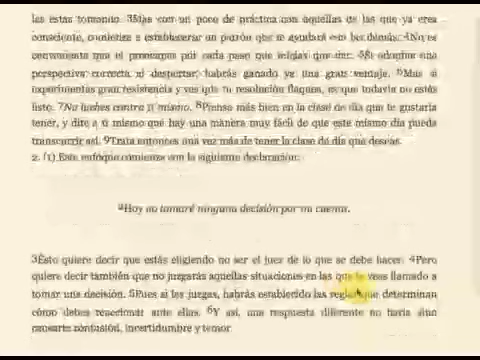 les estás tomando. 3Mas con un poco de práctica con aquellas de las que ya eres
consciente, comienza a establecerse un patrón que te ayudará con las demás. 4No es
conveniente que te preocupes por cada paso que tengas que dar. 5Si adoptas una
perspectiva correcta al despertar, habrás ganado ya una gran ventaja. 6Mas si
experimentas gran resistencia y ves que tu resolución flaquea, es que todavía no estás
listo. 7No luches contra ti mismo. 8Piensa más bien en la clase de día que te gustaría
tener, y dite a ti mismo que hay una manera muy fácil de que este mismo día pueda
transcurrir así. 9Trata entonces una vez más de tener la clase de día que deseas.
2. (1) Este enfoque comienza con la siguiente declaración:
2Hoy no tomaré ninguna decisión por mi cuenta.
3Esto quiere decir que estás eligiendo no ser el juez de lo que se debe hacer. 4Pero
quiere decir también que no juzgarás aquellas situaciones en las que te veas llamado a
tomar una decisión. 5Pues si las juzgas, habrás establecido las reglas que determinan
cómo debes reaccionar ante ellas. 6Y así, una respuesta diferente no haría sino
causarte confusión, incertidumbre y temor